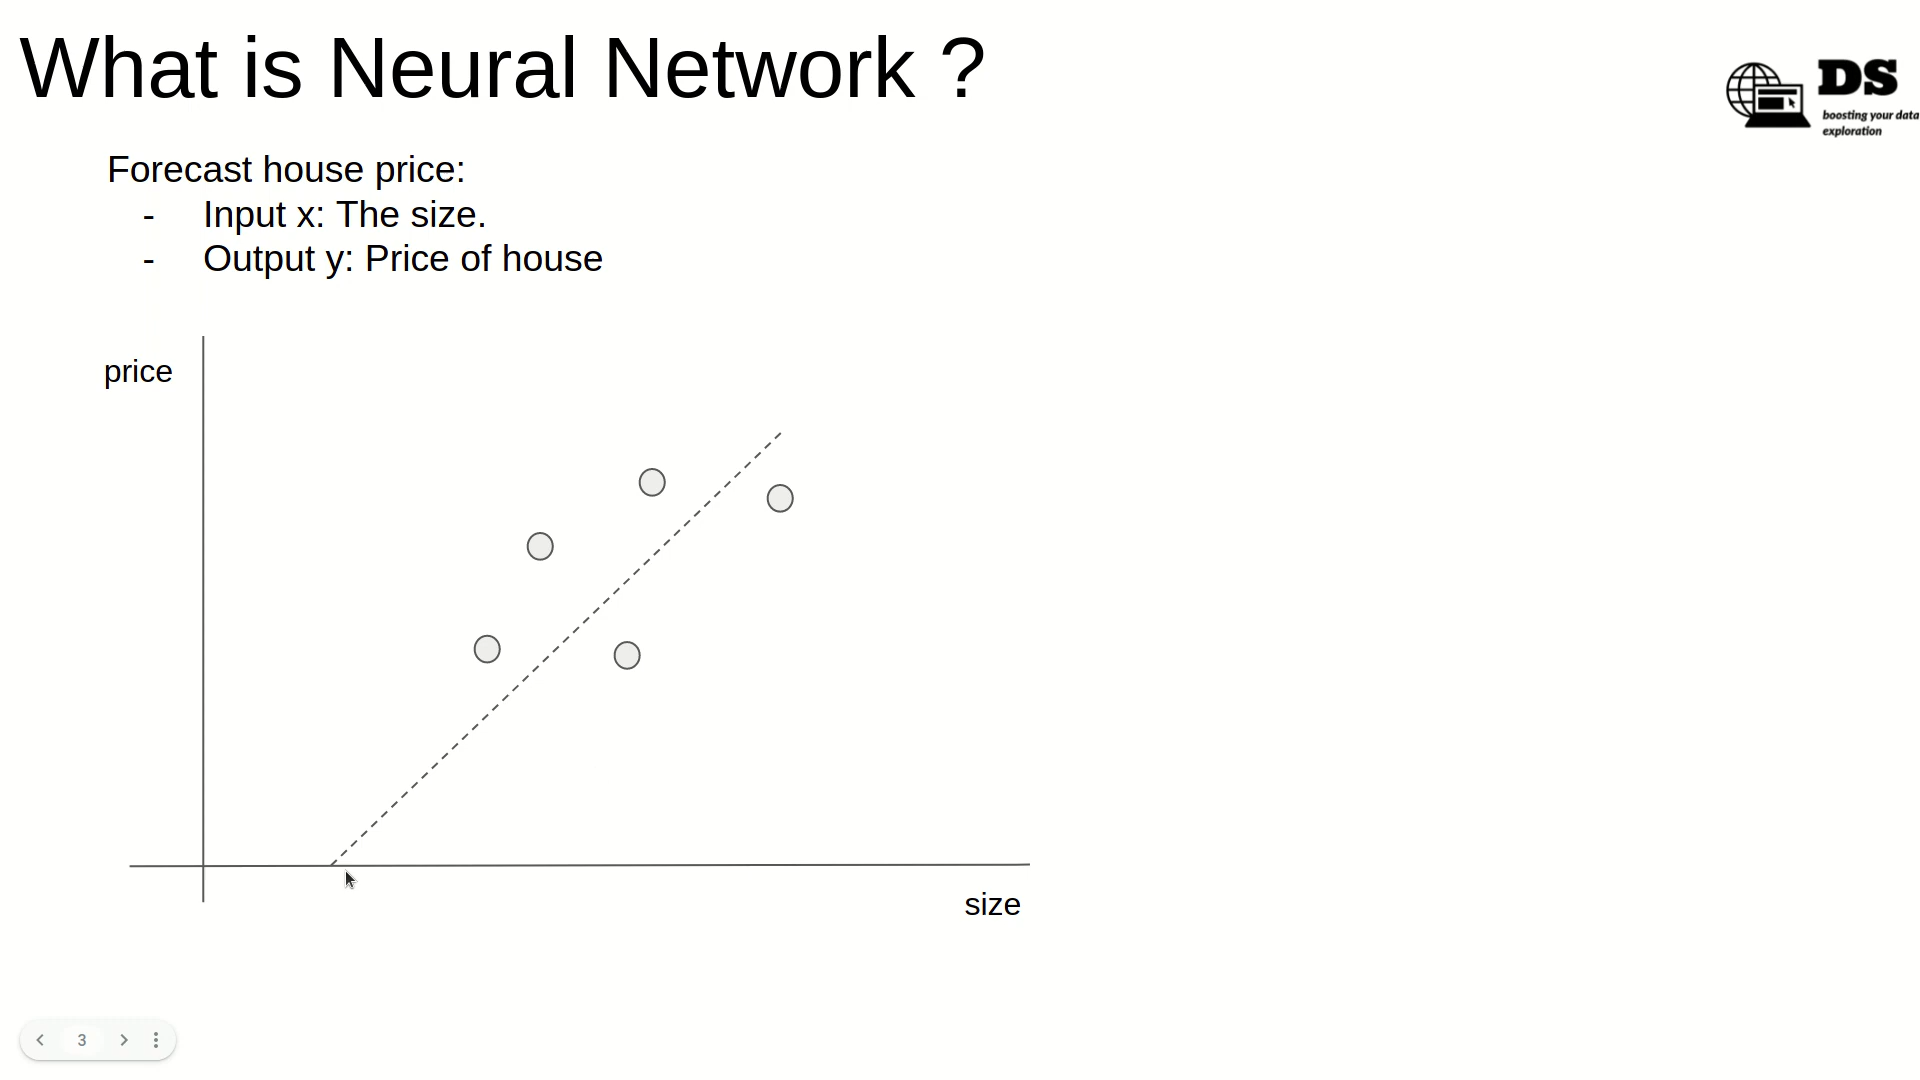 What is Neural Network ?
DS
boosting your data
exploration
Forecast house price:
- Input x: The size.
- Output y: Price of house
price
size
3